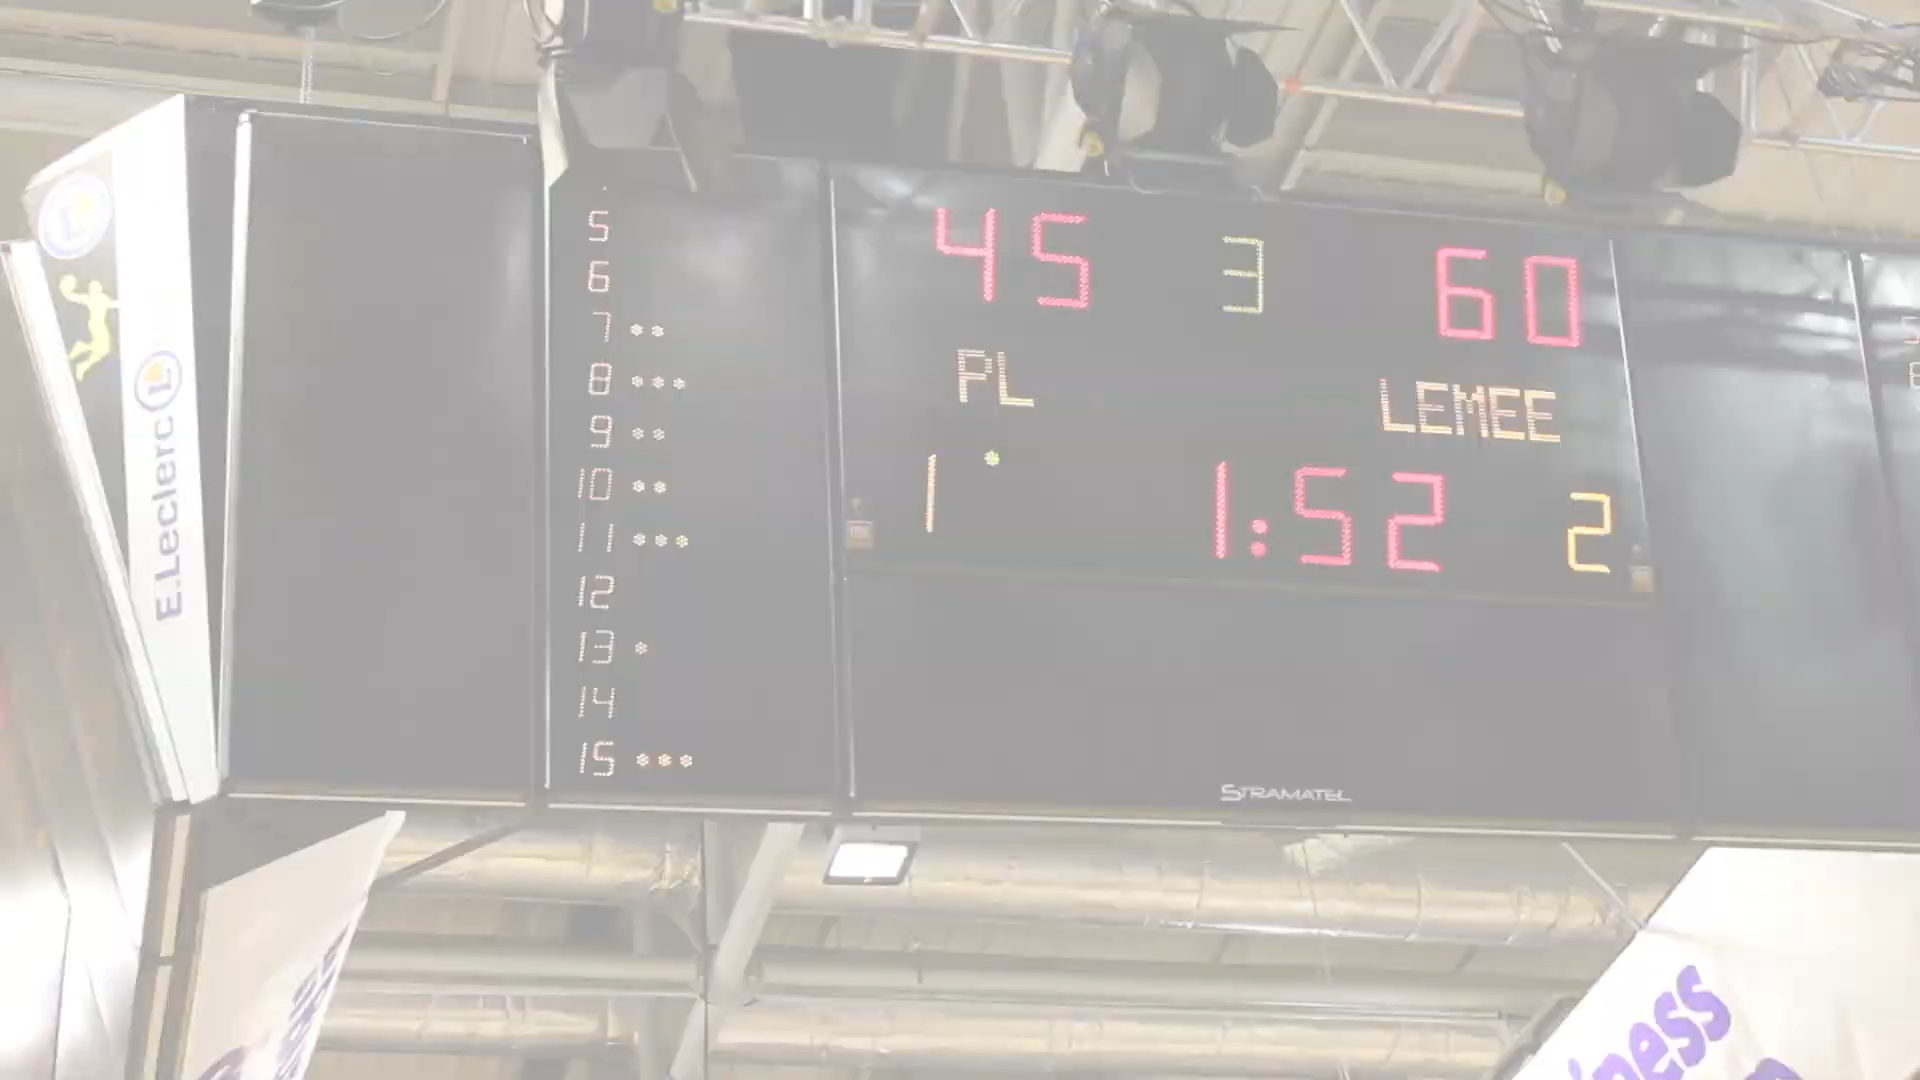 E.Leclerc L
5
6
7 **
8 ***
9 **
10 **
11 ***
12
13 *
14
15 ***
45 3 60
PL LEMEE
1 1:52 2
STRAMATEL
iness